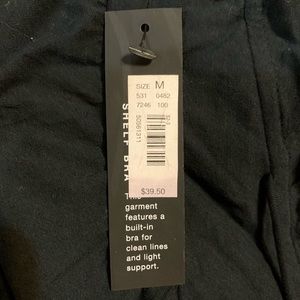 SIZE M
531 0482
7246 100
50361311
$39.50
SHELF BRA
This
garment
features a
built-in
bra for
clean lines
and light
support.